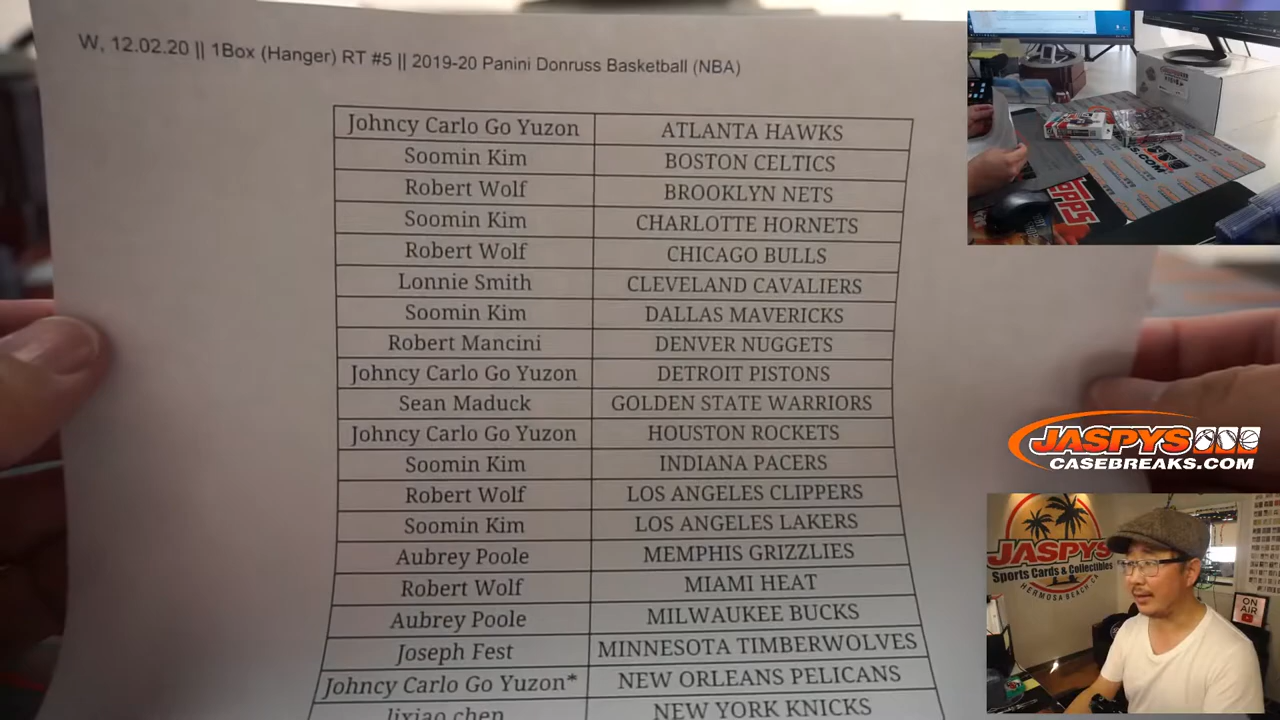 W, 12.02.20 || 1Box (Hanger) RT #5 || 2019-20 Panini Donruss Basketball (NBA)
Johncy Carlo Go Yuzon ATLANTA HAWKS
Soomin Kim BOSTON CELTICS
Robert Wolf BROOKLYN NETS
Soomin Kim CHARLOTTE HORNETS
Robert Wolf CHICAGO BULLS
Lonnie Smith CLEVELAND CAVALIERS
Soomin Kim DALLAS MAVERICKS
Robert Mancini DENVER NUGGETS
Johncy Carlo Go Yuzon DETROIT PISTONS
Sean Maduck GOLDEN STATE WARRIORS
Johncy Carlo Go Yuzon HOUSTON ROCKETS
Soomin Kim INDIANA PACERS
Robert Wolf LOS ANGELES CLIPPERS
Soomin Kim LOS ANGELES LAKERS
Aubrey Poole MEMPHIS GRIZZLIES
Robert Wolf MIAMI HEAT
Aubrey Poole MILWAUKEE BUCKS
Joseph Fest MINNESOTA TIMBERWOLVES
Johncy Carlo Go Yuzon* NEW ORLEANS PELICANS
lixiao chen NEW YORK KNICKS
TOPPS
JASPYS
CASEBREAKS.COM
JASPYS
Sports Cards & Collectibles
HERMOSA BEACH CA
ON
AIR